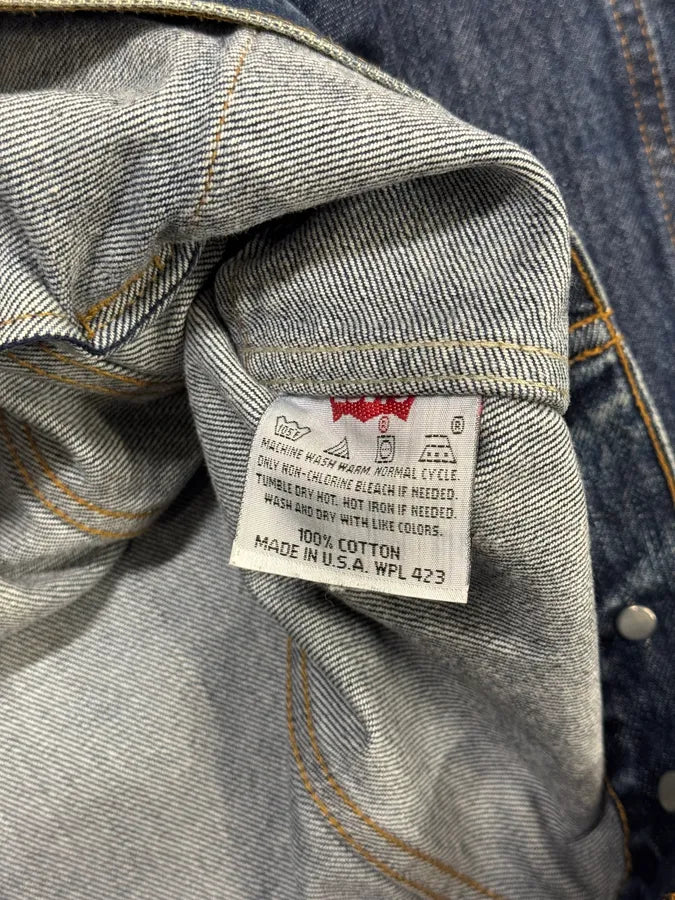 105F
®
®
MACHINE WASH WARM NORMAL CYCLE.
ONLY NON-CHLORINE BLEACH IF NEEDED.
TUMBLE DRY HOT. HOT IRON IF NEEDED.
WASH AND DRY WITH LIKE COLORS.
100% COTTON
MADE IN U.S.A. WPL 423